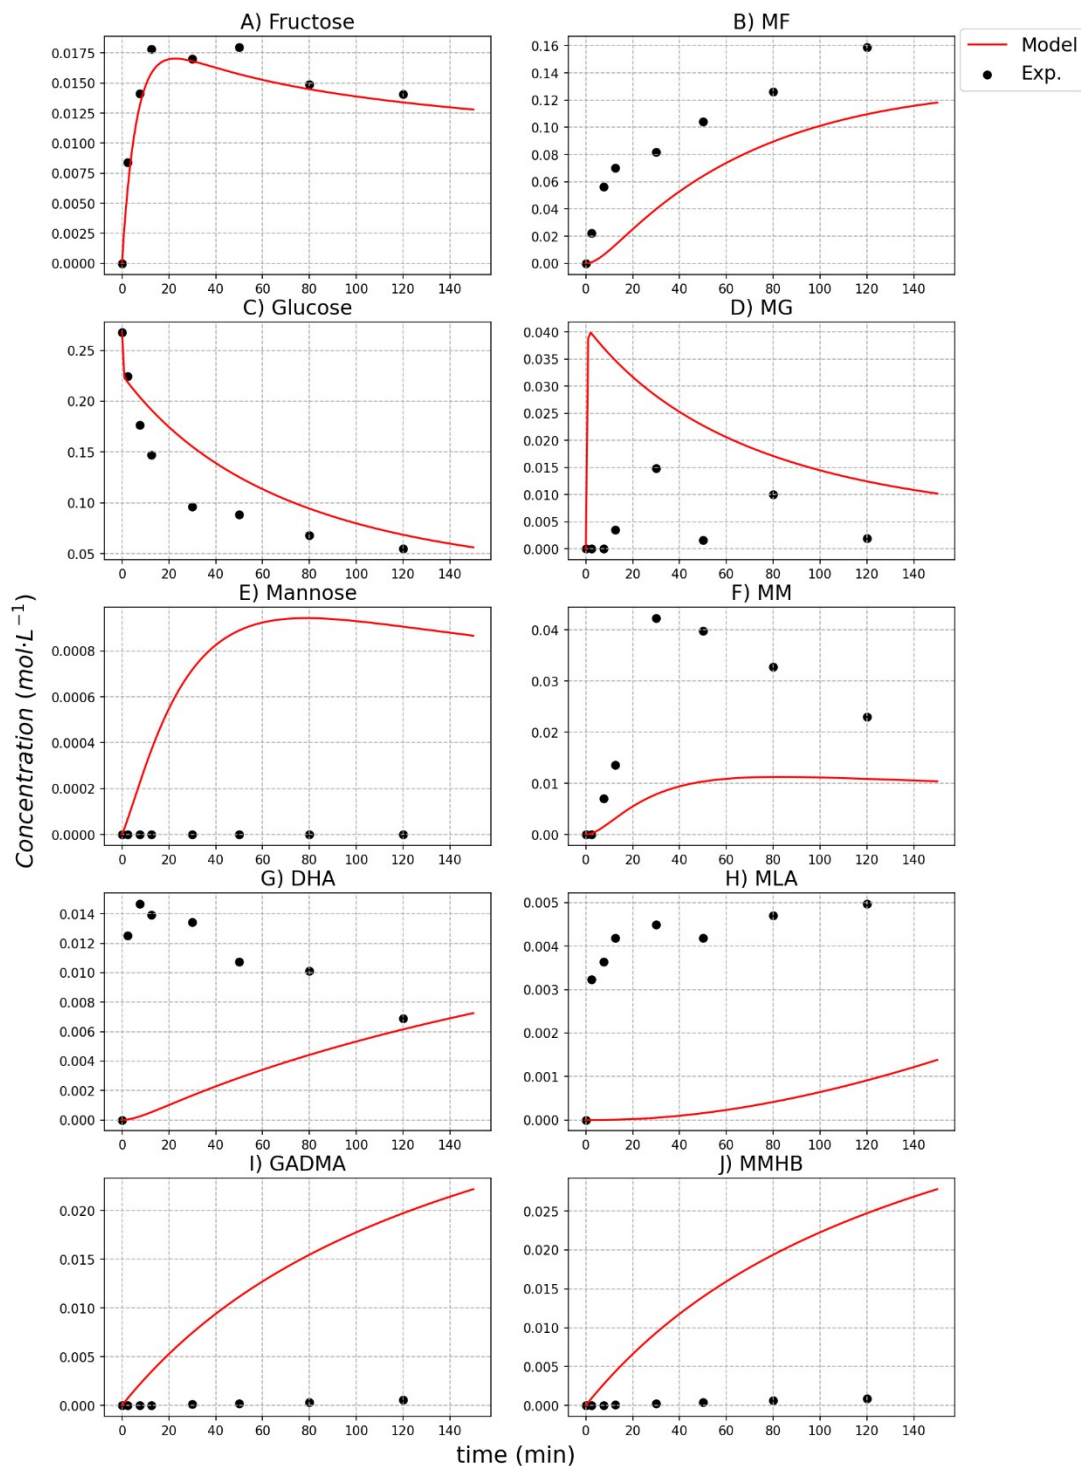 A) Fructose
B) MF
Model
Exp.
0.0175
0.0150
0.0125
0.0100
0.0075
0.0050
0.0025
0.0000
0 20 40 60 80 100 120 140
0.16
0.14
0.12
0.10
0.08
0.06
0.04
0.02
0.00
0 20 40 60 80 100 120 140
C) Glucose
D) MG
0.25
0.20
0.15
0.10
0.05
0 20 40 60 80 100 120 140
0.040
0.035
0.030
0.025
0.020
0.015
0.010
0.005
0.000
0 20 40 60 80 100 120 140
E) Mannose
F) MM
0.0008
0.0006
0.0004
0.0002
0.0000
0 20 40 60 80 100 120 140
0.04
0.03
0.02
0.01
0.00
0 20 40 60 80 100 120 140
G) DHA
H) MLA
0.014
0.012
0.010
0.008
0.006
0.004
0.002
0.000
0 20 40 60 80 100 120 140
0.005
0.004
0.003
0.002
0.001
0.000
0 20 40 60 80 100 120 140
I) GADMA
J) MMHB
0.020
0.015
0.010
0.005
0.000
0 20 40 60 80 100 120 140
0.025
0.020
0.015
0.010
0.005
0.000
0 20 40 60 80 100 120 140
Concentration (mol·L⁻¹)
time (min)